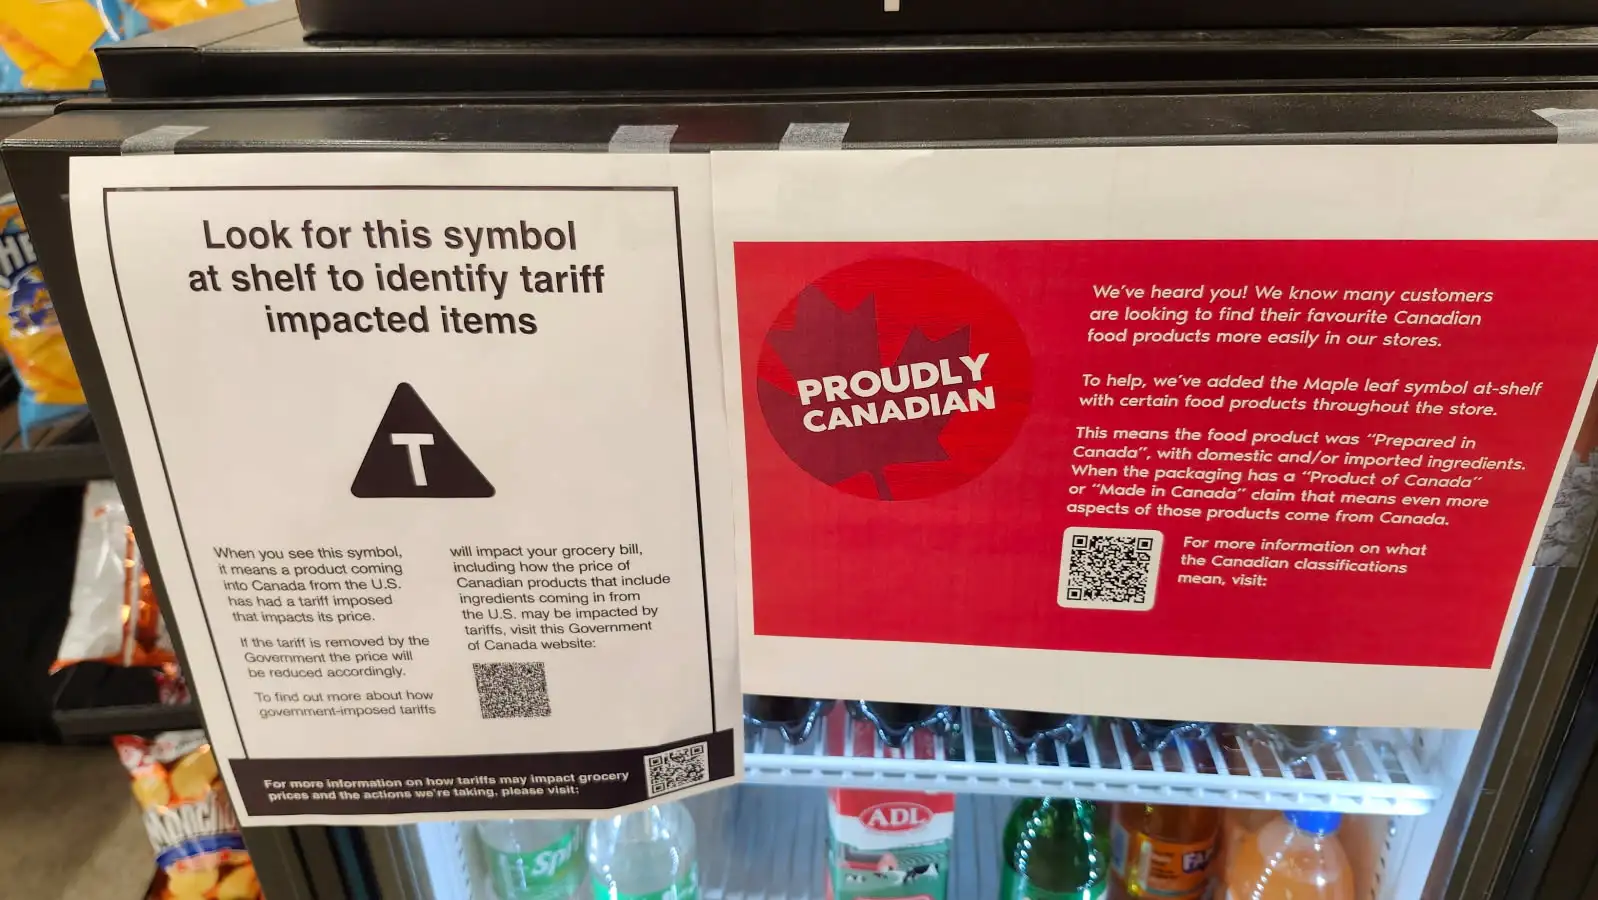 Look for this symbol
at shelf to identify tariff
impacted items
T
When you see this symbol,
it means a product coming
into Canada from the U.S.
has had a tariff imposed
that impacts its price.
If the tariff is removed by the
Government the price will
be reduced accordingly.
To find out more about how
government-imposed tariffs
will impact your grocery bill,
including how the price of
Canadian products that include
ingredients coming in from
the U.S. may be impacted by
tariffs, visit this Government
of Canada website:
For more information on how tariffs may impact grocery
prices and the actions we're taking, please visit:
PROUDLY
CANADIAN
We've heard you! We know many customers
are looking to find their favourite Canadian
food products more easily in our stores.
To help, we've added the Maple leaf symbol at-shelf
with certain food products throughout the store.
This means the food product was "Prepared in
Canada", with domestic and/or imported ingredients.
When the packaging has a "Product of Canada"
or "Made in Canada" claim that means even more
aspects of those products come from Canada.
For more information on what
the Canadian classifications
mean, visit:
ADL